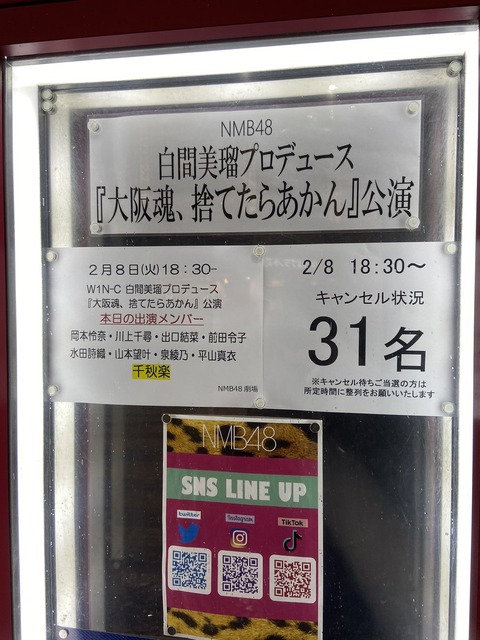 NMB48
白間美瑠プロデュース
『大阪魂、捨てたらあかん』公演
2月8日(火)18：30-
W1N-C 白間美瑠プロデュース
『大阪魂、捨てたらあかん』公演
本日の出演メンバー
岡本怜奈・川上千尋・出口結菜・前田令子
水田詩織・山本望叶・泉綾乃・平山真衣
千秋楽
NMB48 劇場
2/8 18:30～
キャンセル状況
31名
※キャンセル待ちご当選の方は
所定時間に整列をお願いいたします
NMB48
SNS LINE UP
twitter
Instagram
TikTok